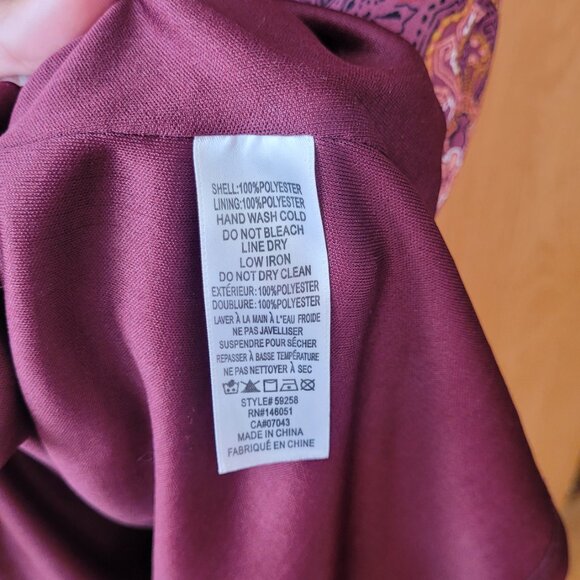 SHELL:100%POLYESTER
LINING:100%POLYESTER
HAND WASH COLD
DO NOT BLEACH
LINE DRY
LOW IRON
DO NOT DRY CLEAN
EXTÉRIEUR:100%POLYESTER
DOUBLURE:100%POLYESTER
LAVER À LA MAIN À L'EAU FROIDE
NE PAS JAVELLISER
SUSPENDRE POUR SÉCHER
REPASSER À BASSE TEMPÉRATURE
NE PAS NETTOYER À SEC
STYLE# 59258
RN#146051
CA#07043
MADE IN CHINA
FABRIQUÉ EN CHINE